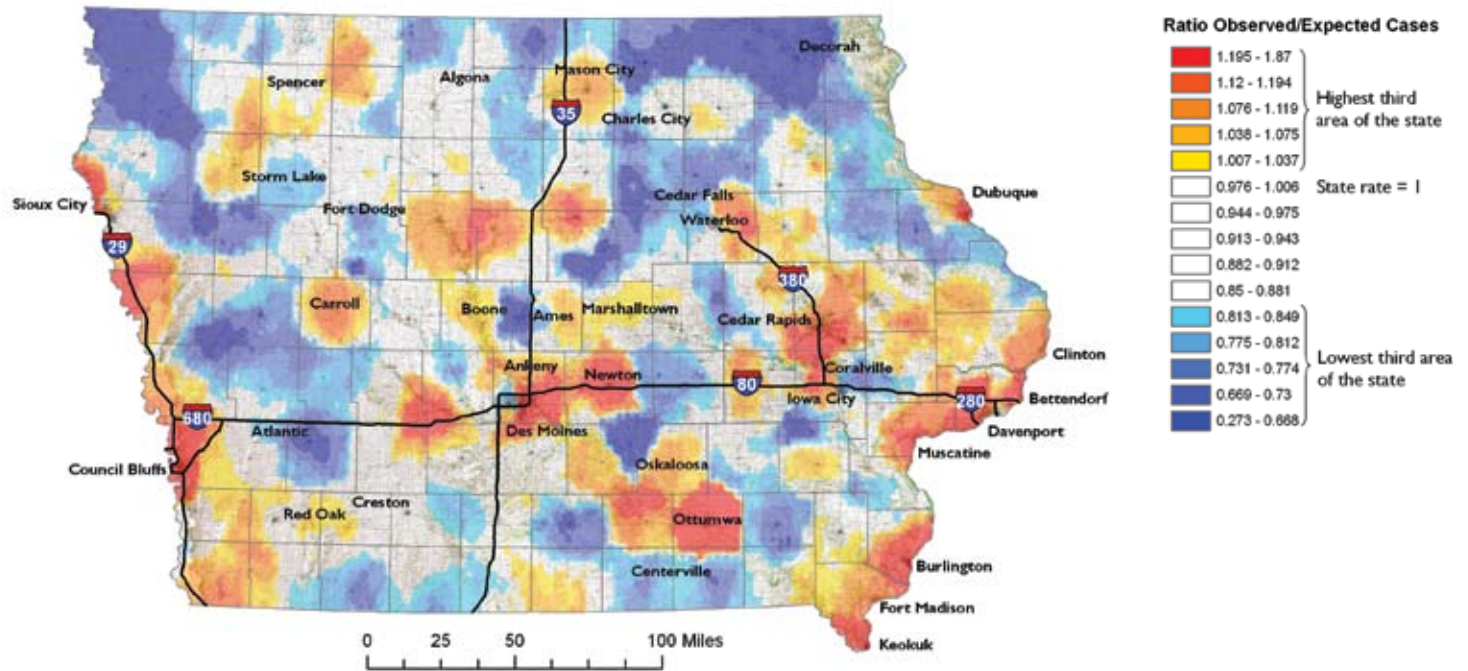 Decorah
Mason City
Algona
Spencer
35
Charles City
Storm Lake
Sioux City
Fort Dodge
Cedar Falls
Waterloo
Dubuque
29
380
Carroll
Boone
Ames
Marshalltown
Cedar Rapids
Clinton
Ankeny
Newton
80
Coralville
Iowa City
280
Bettendorf
680
Atlantic
Des Moines
Davenport
Muscatine
Council Bluffs
Oskaloosa
Creston
Red Oak
Ottumwa
Centerville
Burlington
Fort Madison
Keokuk
0 25 50 100 Miles
Ratio Observed/Expected Cases
1.195 - 1.87
1.12 - 1.194
1.076 - 1.119
1.038 - 1.075
1.007 - 1.037
Highest third
area of the state
0.976 - 1.006
State rate = 1
0.944 - 0.975
0.913 - 0.943
0.882 - 0.912
0.85 - 0.881
0.813 - 0.849
0.775 - 0.812
0.731 - 0.774
0.669 - 0.73
0.273 - 0.668
Lowest third area
of the state